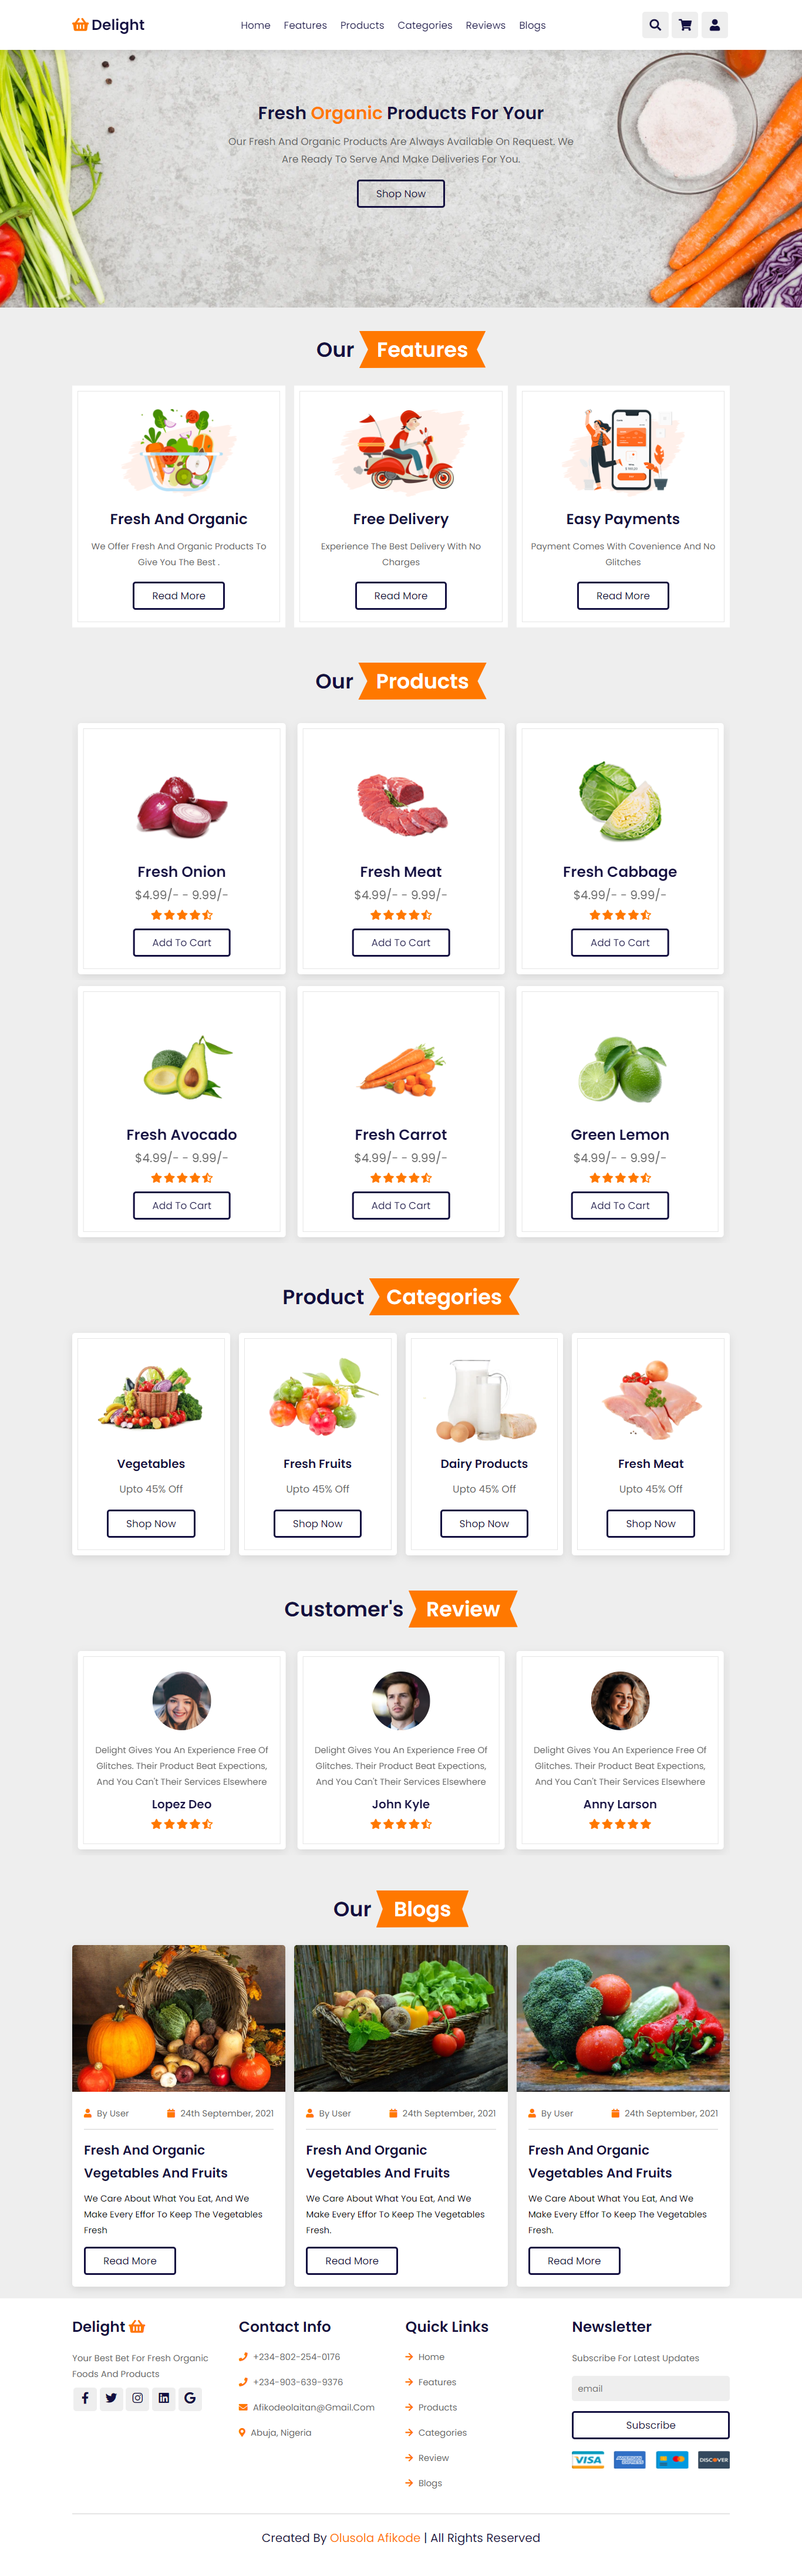 Delight
Home Features Products Categories Reviews Blogs
Fresh Organic Products For Your
Our Fresh And Organic Products Are Always Available On Request. We
Are Ready To Serve And Make Deliveries For You.
Shop Now
Our Features
Fresh And Organic
We Offer Fresh And Organic Products To
Give You The Best .
Read More
Free Delivery
Experience The Best Delivery With No
Charges
Read More
Easy Payments
Payment Comes With Covenience And No
Glitches
Read More
Our Products
Fresh Onion
$4.99/- - 9.99/-
Add To Cart
Fresh Meat
$4.99/- - 9.99/-
Add To Cart
Fresh Cabbage
$4.99/- - 9.99/-
Add To Cart
Fresh Avocado
$4.99/- - 9.99/-
Add To Cart
Fresh Carrot
$4.99/- - 9.99/-
Add To Cart
Green Lemon
$4.99/- - 9.99/-
Add To Cart
Product Categories
Vegetables
Upto 45% Off
Shop Now
Fresh Fruits
Upto 45% Off
Shop Now
Dairy Products
Upto 45% Off
Shop Now
Fresh Meat
Upto 45% Off
Shop Now
Customer's Review
Delight Gives You An Experience Free Of
Glitches. Their Product Beat Expections,
And You Can't Their Services Elsewhere
Lopez Deo
Delight Gives You An Experience Free Of
Glitches. Their Product Beat Expections,
And You Can't Their Services Elsewhere
John Kyle
Delight Gives You An Experience Free Of
Glitches. Their Product Beat Expections,
And You Can't Their Services Elsewhere
Anny Larson
Our Blogs
By User 24th September, 2021
Fresh And Organic
Vegetables And Fruits
We Care About What You Eat, And We
Make Every Effor To Keep The Vegetables
Fresh
Read More
By User 24th September, 2021
Fresh And Organic
Vegetables And Fruits
We Care About What You Eat, And We
Make Every Effor To Keep The Vegetables
Fresh.
Read More
By User 24th September, 2021
Fresh And Organic
Vegetables And Fruits
We Care About What You Eat, And We
Make Every Effor To Keep The Vegetables
Fresh.
Read More
Delight
Your Best Bet For Fresh Organic
Foods And Products
Contact Info
+234-802-254-0176
+234-903-639-9376
Afikodeolaitan@Gmail.Com
Abuja, Nigeria
Quick Links
Home
Features
Products
Categories
Review
Blogs
Newsletter
Subscribe For Latest Updates
email
Subscribe
VISA
DISCOVER
Created By Olusola Afikode | All Rights Reserved